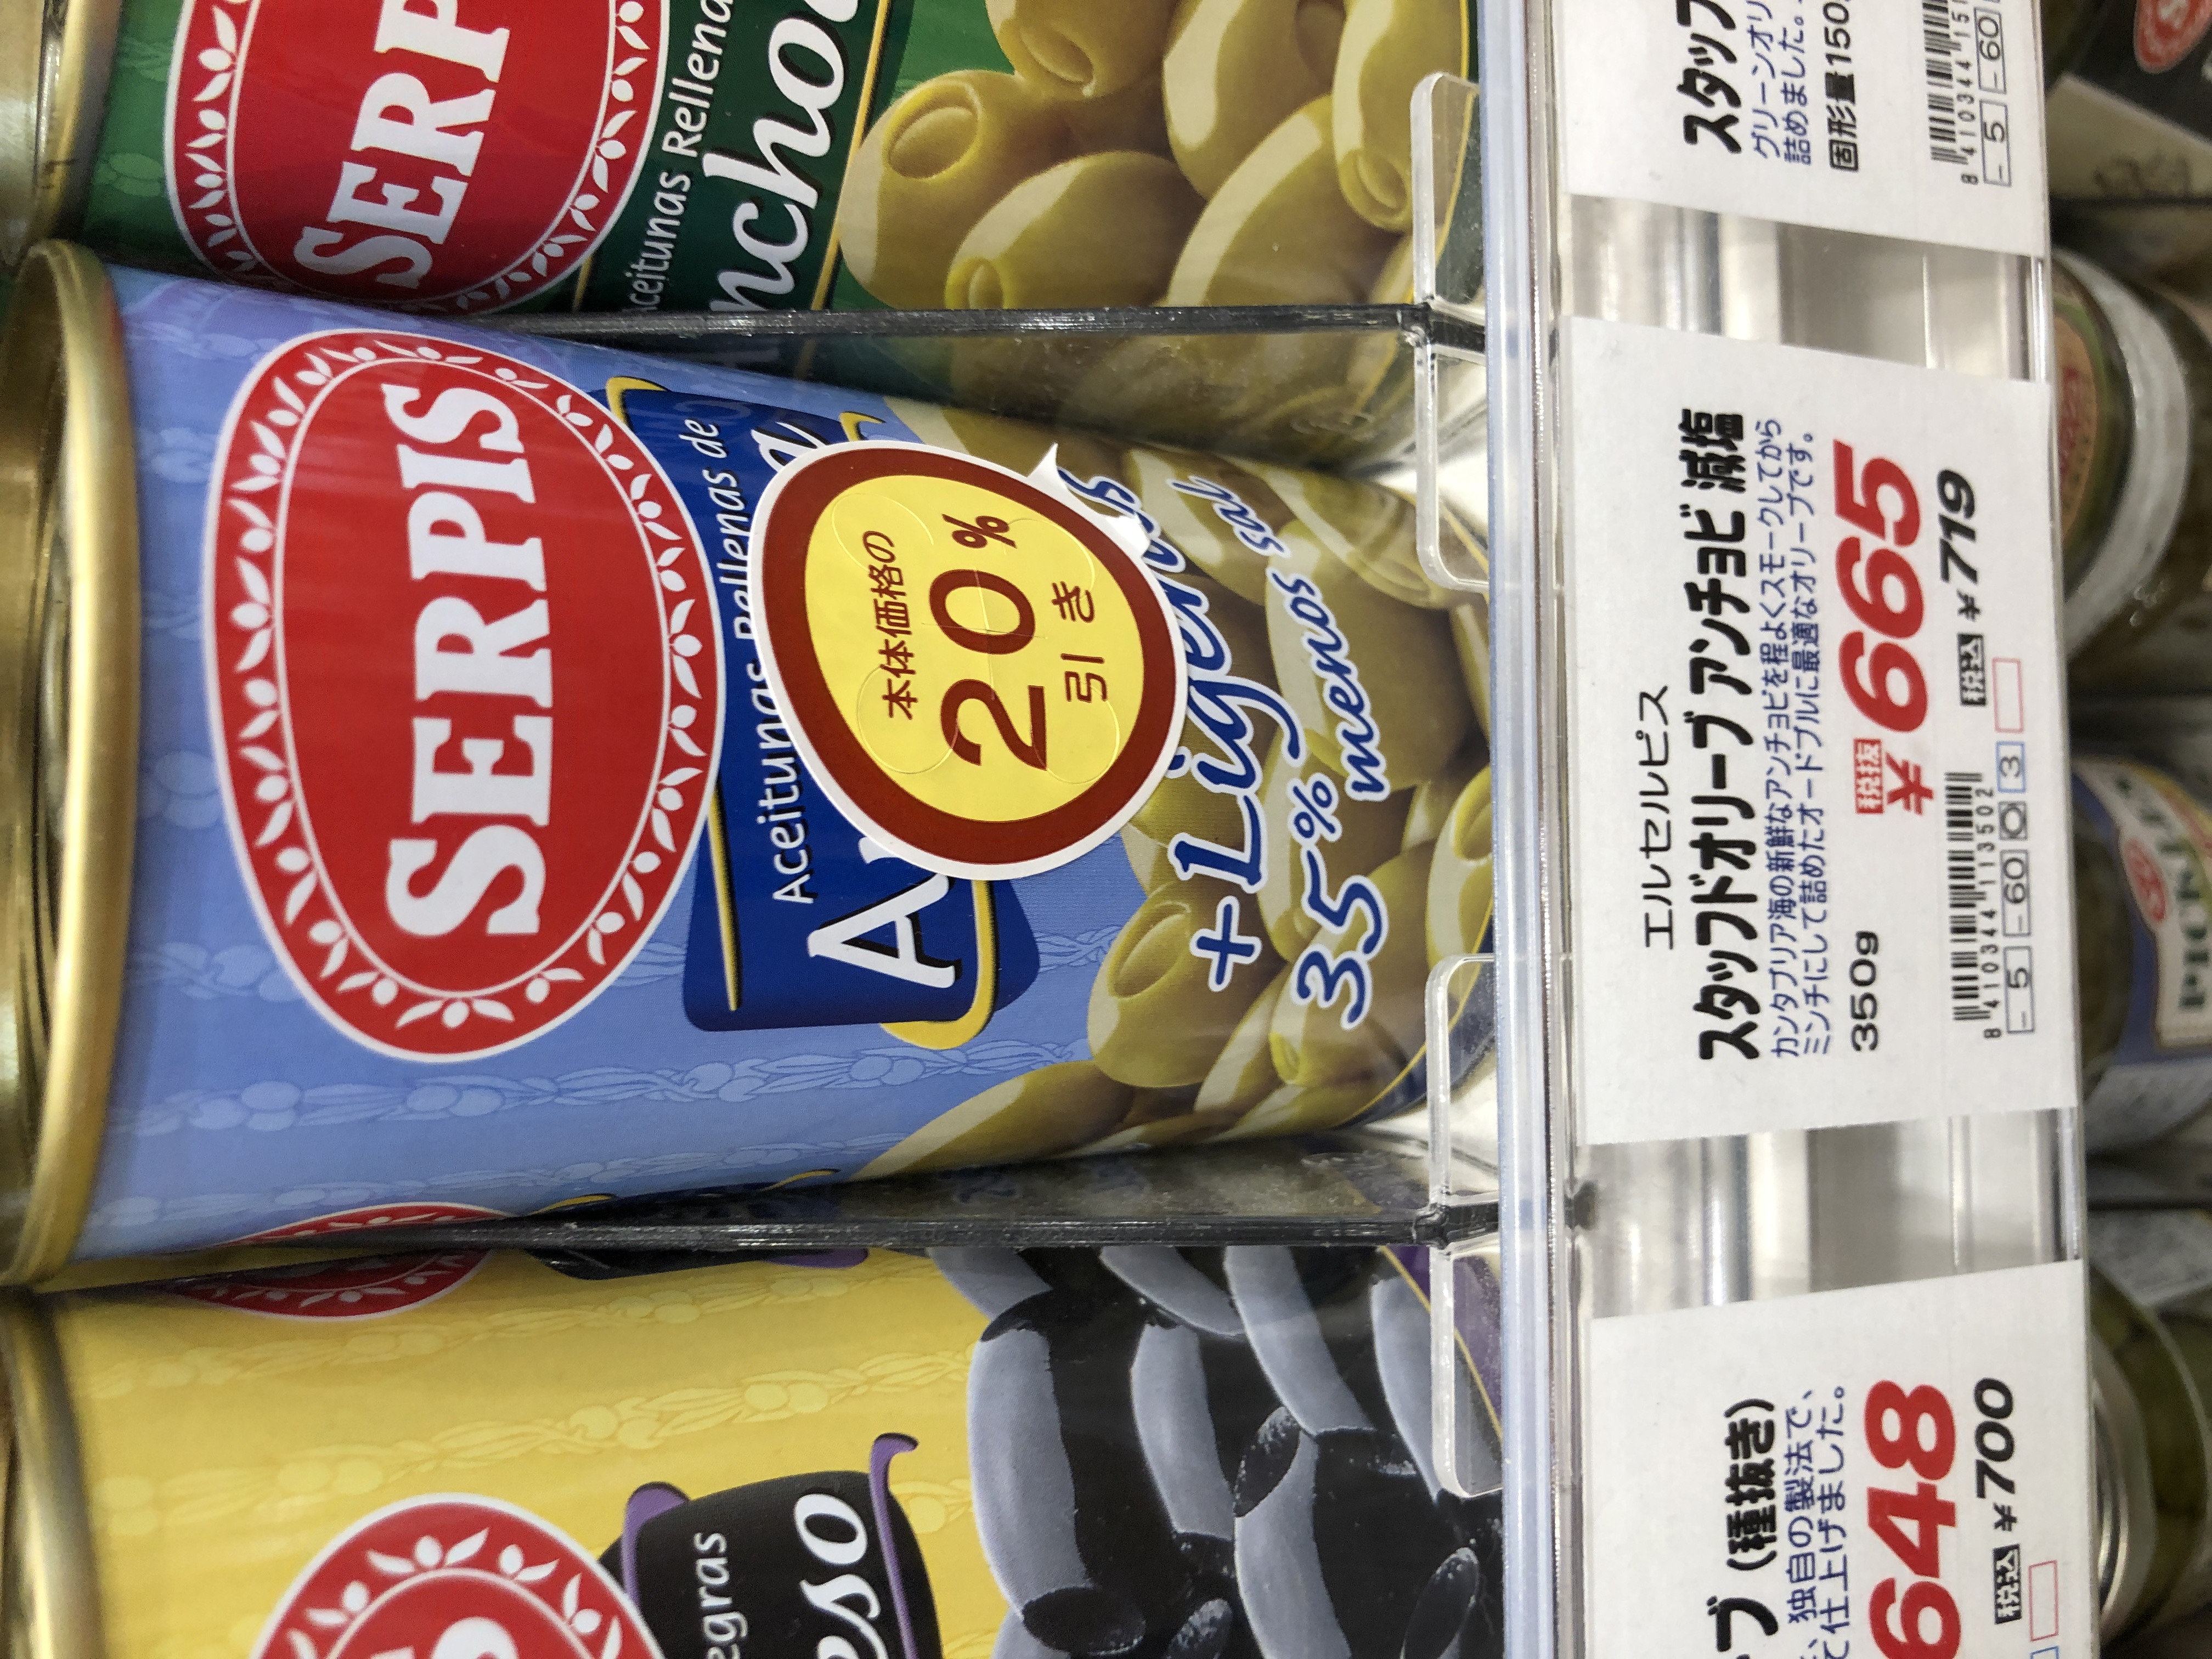 SERPIS
Aceitunas Rellenas de
本体価格の
20%
引き
+Ligeras
35% menos sal
egras
eso
S
SERP
Aceitunas Rellena
ncho
エルセルピス
スタッフドオリーブ アンチョビ 減塩
カンタブリア海の新鮮なアンチョビを程よくスモークしてから
ミンチにして詰めたオードブルに最適なオリーブです。
350g
税抜
¥665
8 410344 113502
税込 ¥719
- 5 - 60 O 3
ーブ(種抜き)
、独自の製法で、
て仕上げました。
648
税込 ¥700
スタッフ
グリーンオリ
詰めました。
固形量150
8 410344 151
- 5 - 60
PICKLES